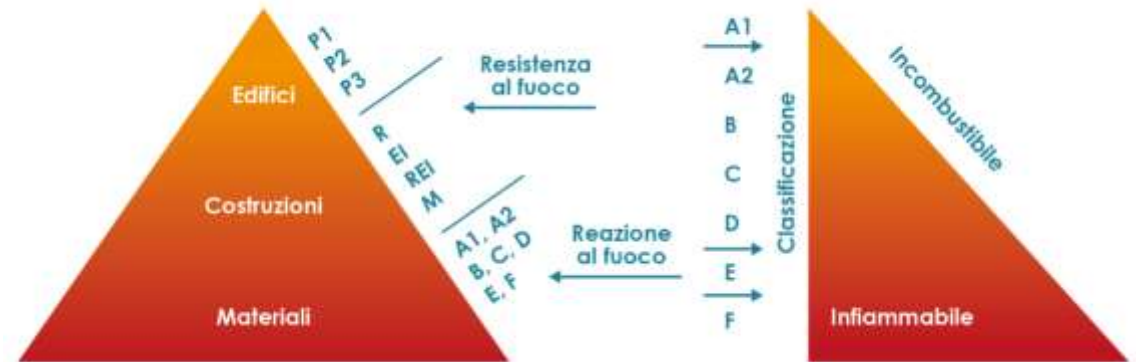 P1
P2
P3
Edifici
R
EI
REI
M
Costruzioni
A1, A2
B, C, D
E, F
Materiali
Resistenza
al fuoco
Reazione
al fuoco
A1
A2
B
C
D
E
F
Classificazione
Incombustibile
Infiammabile